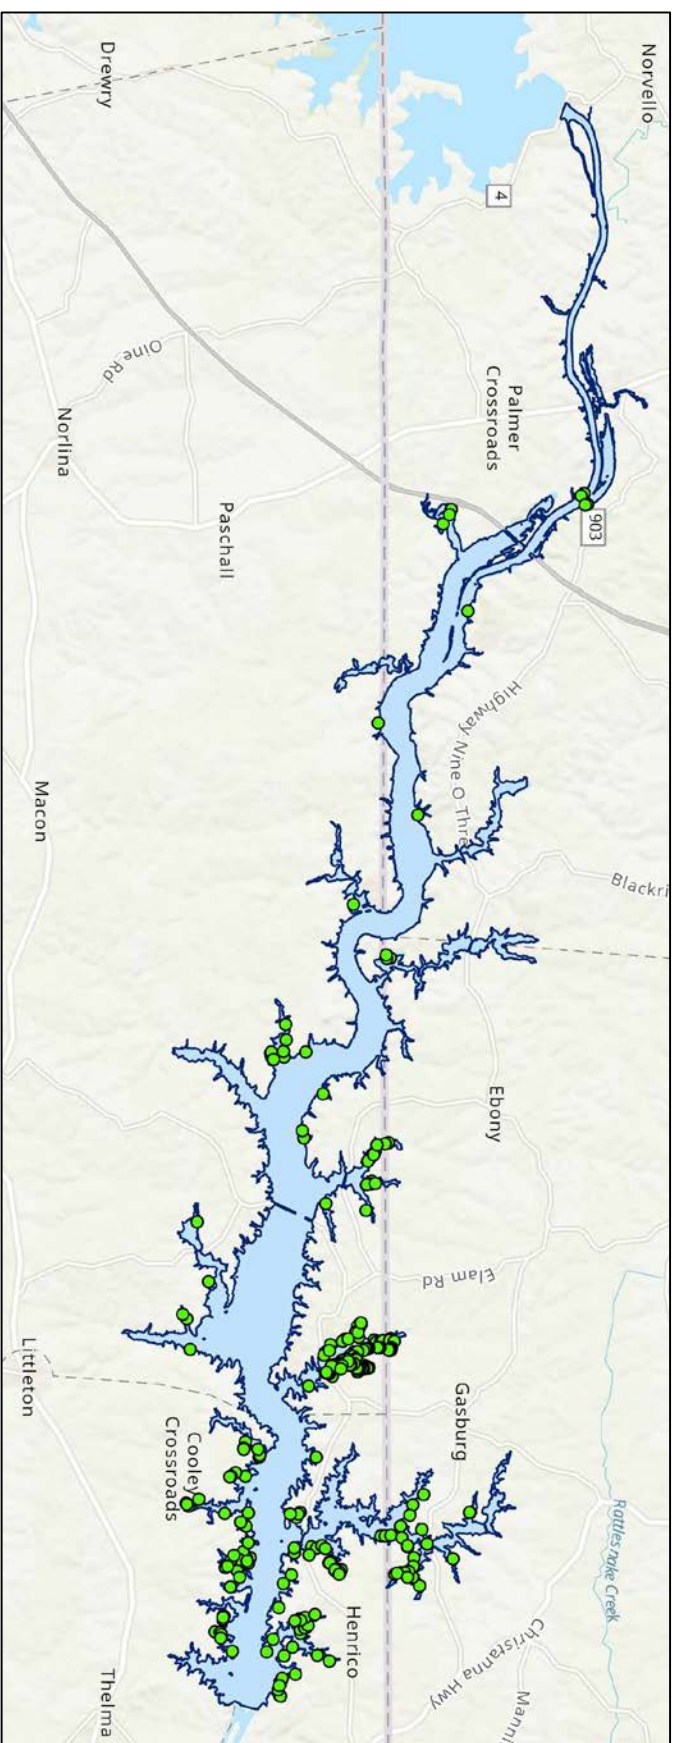 Norvello
Drewry
4
Oine Rd
Palmer
Crossroads
Norlina
Paschall
903
Highway Nine O Thre
Macon
Blackri
Ebony
Elam Rd
Littleton
Gasburg
Cooley
Crossroads
Rattlesnake Creek
Henrico
Christanna Hwy
Thelma
Manni